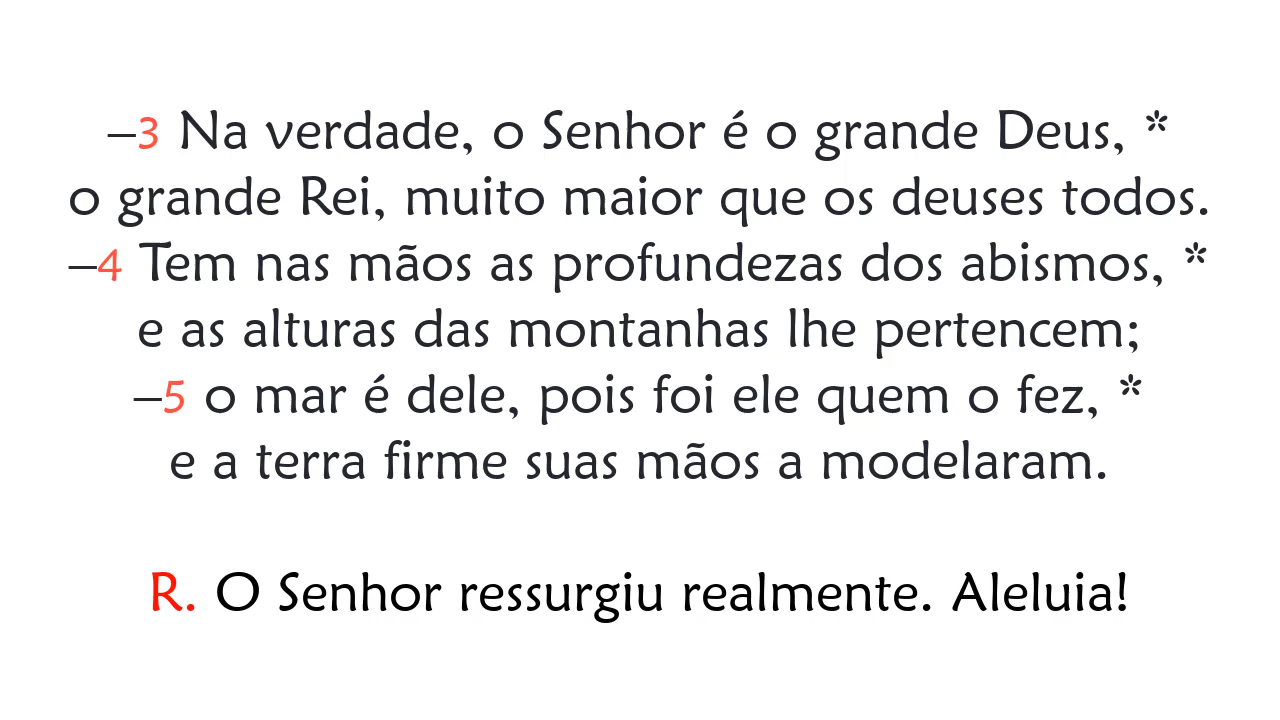 –3 Na verdade, o Senhor é o grande Deus, *
o grande Rei, muito maior que os deuses todos.
–4 Tem nas mãos as profundezas dos abismos, *
e as alturas das montanhas lhe pertencem;
–5 o mar é dele, pois foi ele quem o fez, *
e a terra firme suas mãos a modelaram.
R. O Senhor ressurgiu realmente. Aleluia!